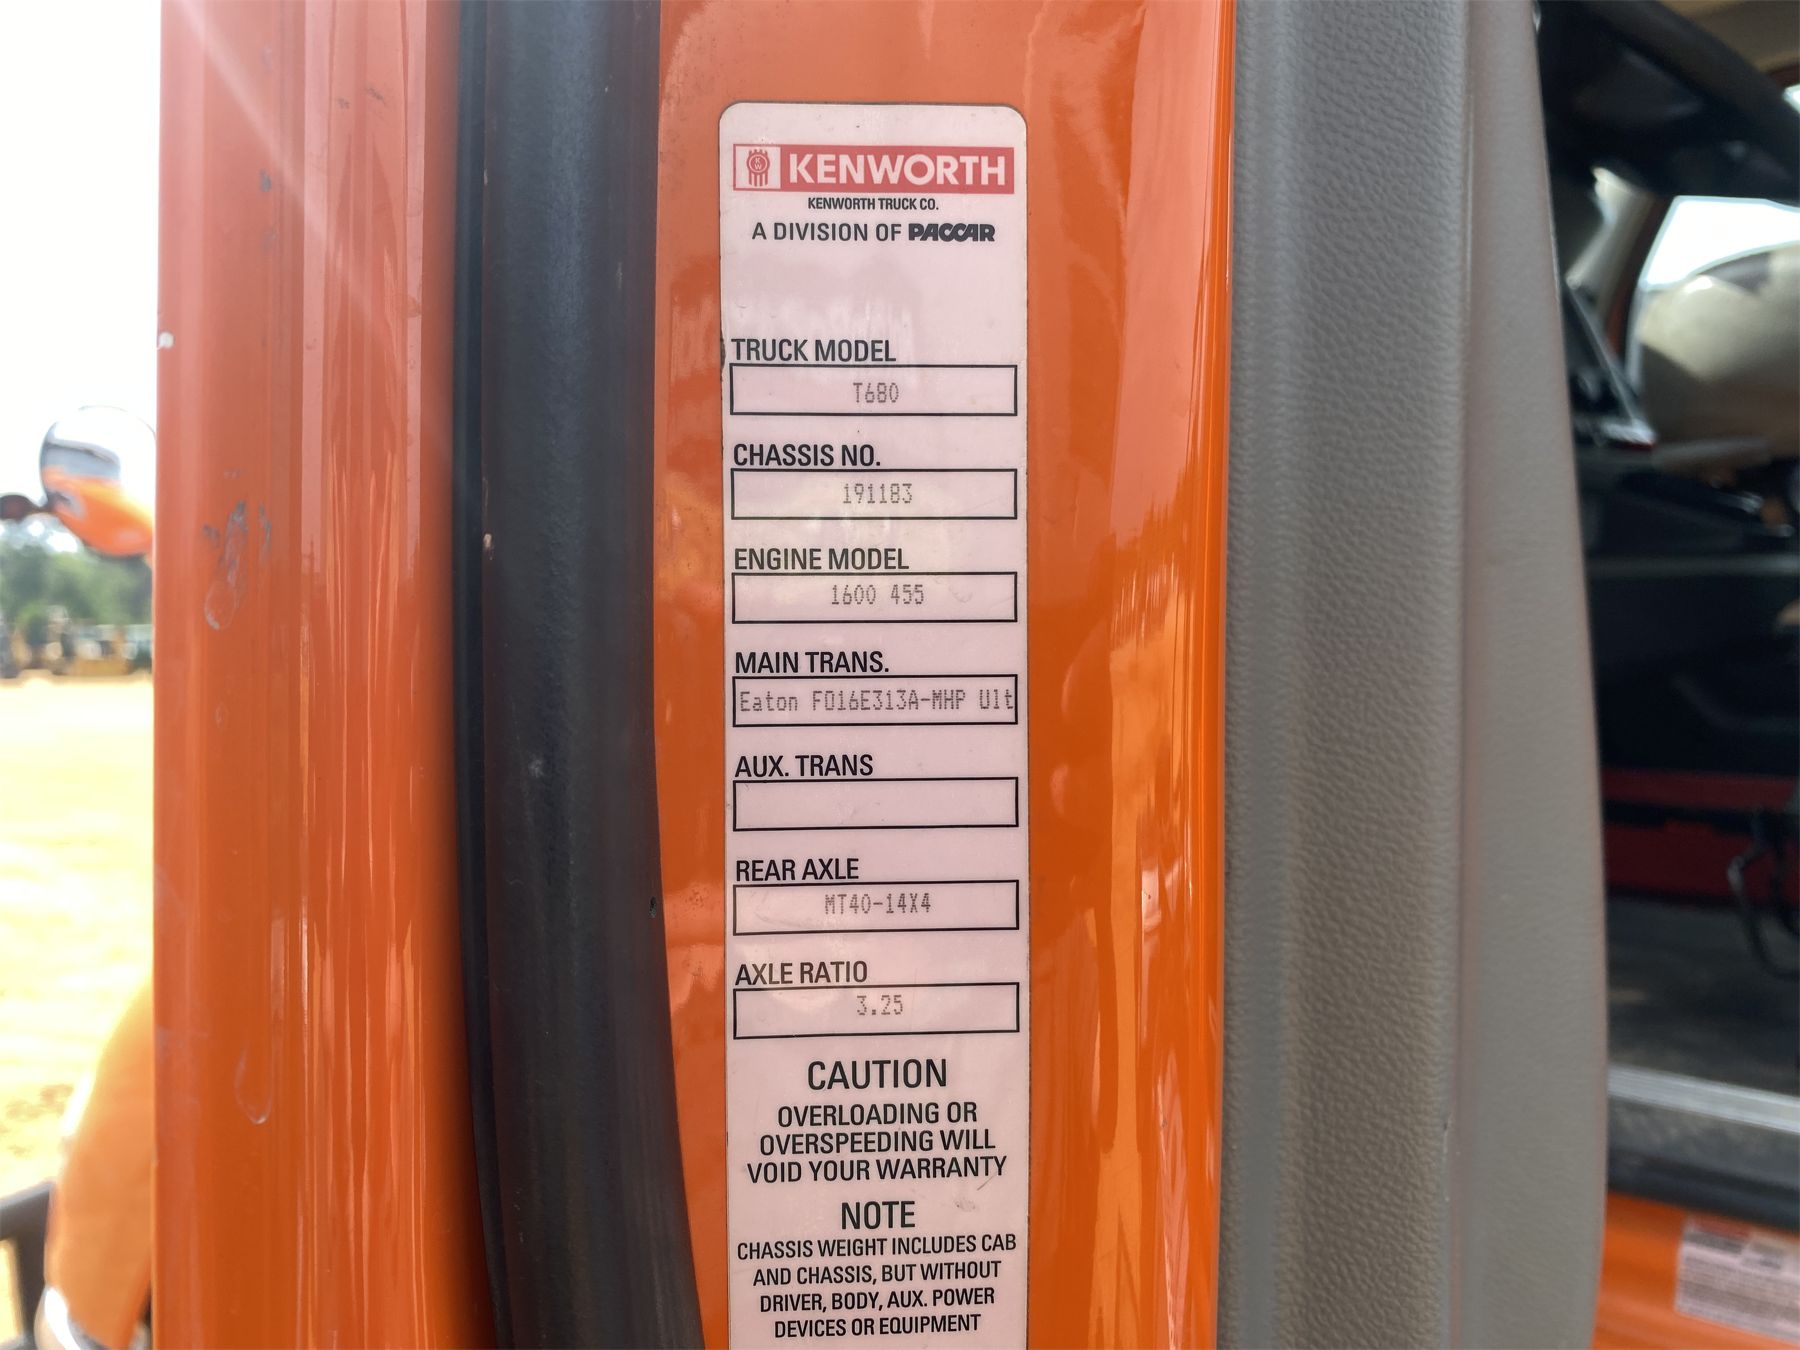 KW KENWORTH
KENWORTH TRUCK CO.
A DIVISION OF PACCAR
TRUCK MODEL
T680
CHASSIS NO.
191183
ENGINE MODEL
1600 455
MAIN TRANS.
Eaton FO16E313A-MHP Ult
AUX. TRANS
REAR AXLE
MT40-14X4
AXLE RATIO
3.25
CAUTION
OVERLOADING OR
OVERSPEEDING WILL
VOID YOUR WARRANTY
NOTE
CHASSIS WEIGHT INCLUDES CAB
AND CHASSIS, BUT WITHOUT
DRIVER, BODY, AUX. POWER
DEVICES OR EQUIPMENT